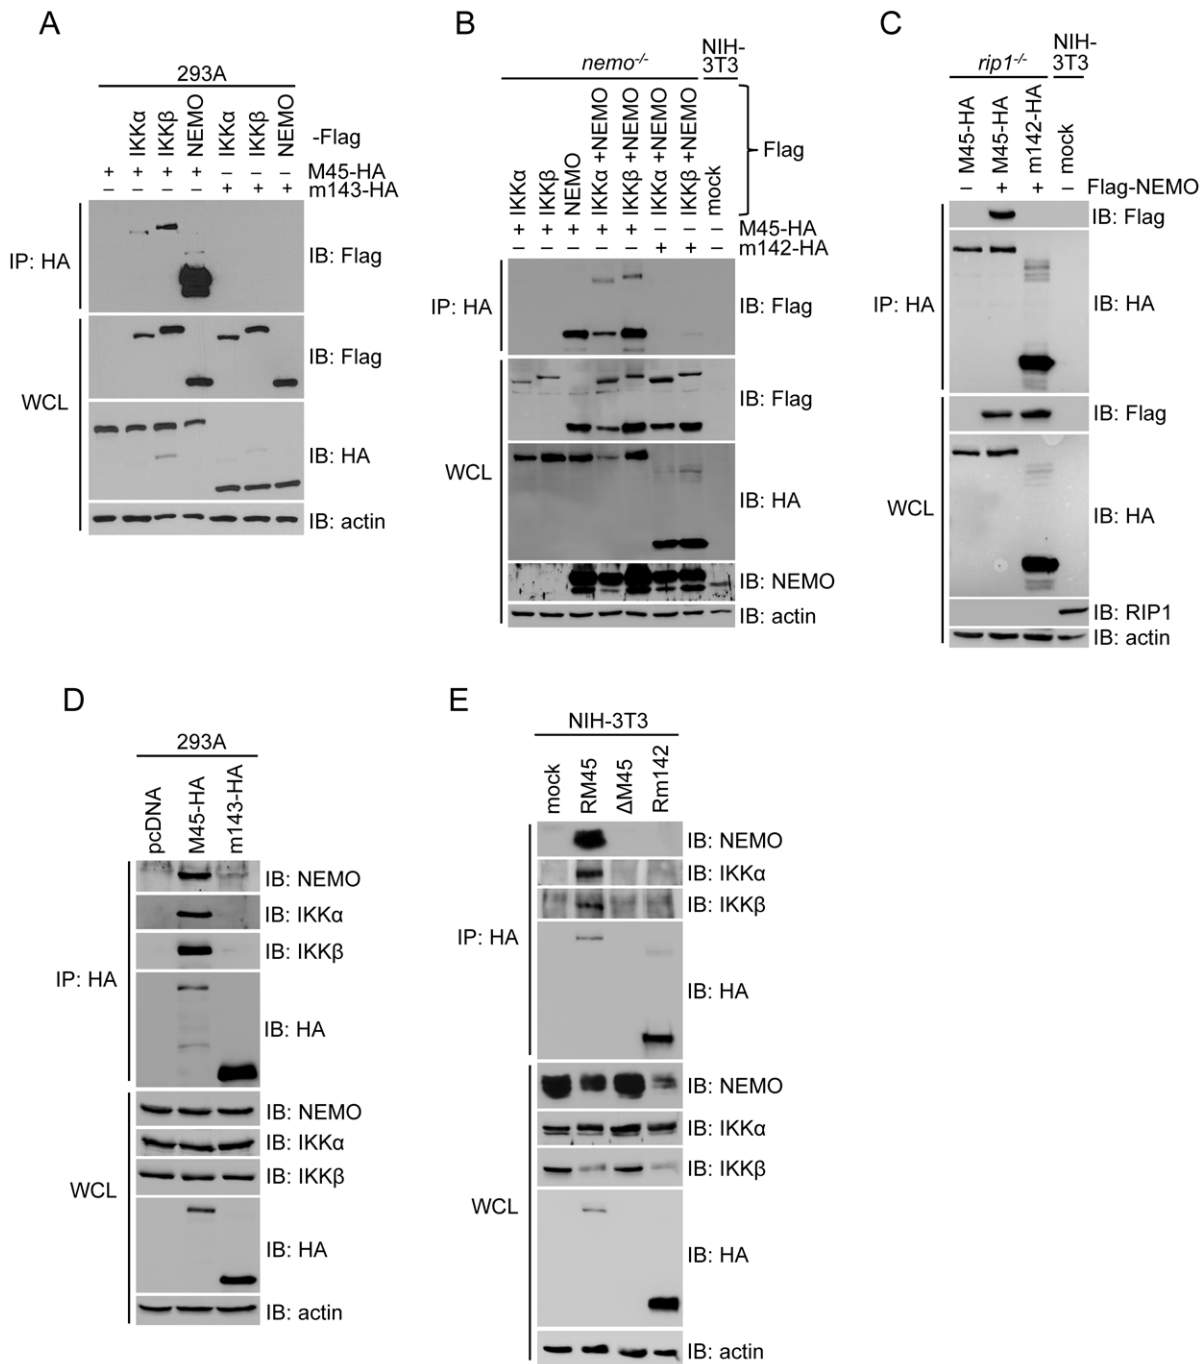 A
293A
IKKα
IKKβ
NEMO
IKKα
IKKβ
NEMO
-Flag
+ + + + – – – M45-HA
– – – – + + + m143-HA
IP: HA
IB: Flag
WCL
IB: Flag
IB: HA
IB: actin
B
nemo-/-
NIH-
3T3
IKKα
IKKβ
NEMO
IKKα +NEMO
IKKβ +NEMO
IKKα +NEMO
IKKβ +NEMO
mock
Flag
+ + + + + – – – M45-HA
– – – – – + + – m142-HA
IP: HA
IB: Flag
WCL
IB: Flag
IB: HA
IB: NEMO
IB: actin
C
rip1-/-
NIH-
3T3
M45-HA
M45-HA
m142-HA
mock
– + + – Flag-NEMO
IP: HA
IB: Flag
IB: HA
WCL
IB: Flag
IB: HA
IB: RIP1
IB: actin
D
293A
pcDNA
M45-HA
m143-HA
IP: HA
IB: NEMO
IB: IKKα
IB: IKKβ
IB: HA
WCL
IB: NEMO
IB: IKKα
IB: IKKβ
IB: HA
IB: actin
E
NIH-3T3
mock
RM45
ΔM45
Rm142
IP: HA
IB: NEMO
IB: IKKα
IB: IKKβ
IB: HA
WCL
IB: NEMO
IB: IKKα
IB: IKKβ
IB: HA
IB: actin